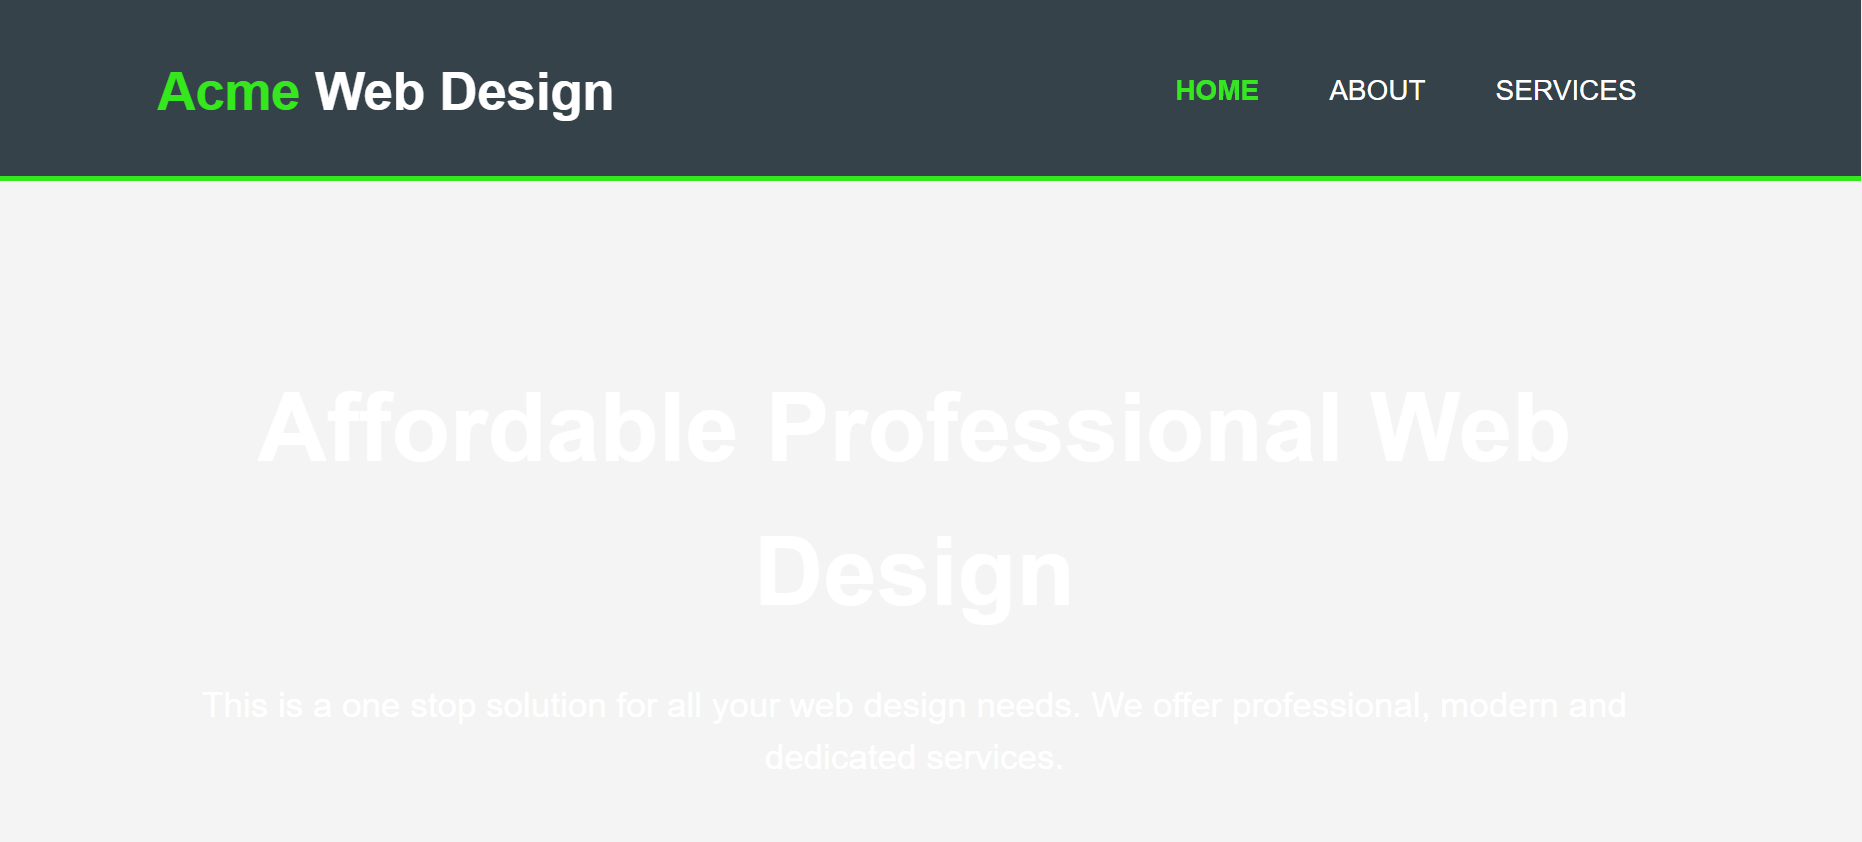 Acme Web Design
HOME ABOUT SERVICES
Affordable Professional Web
Design
This is a one stop solution for all your web design needs. We offer professional, modern and
dedicated services.